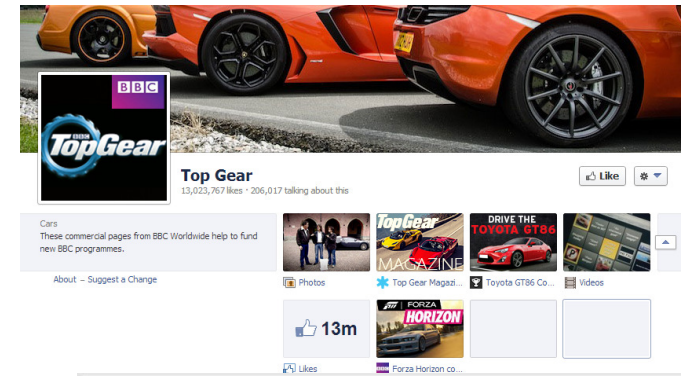 BBC
BBC
TopGear
Top Gear
13,023,767 likes · 206,017 talking about this
Like
Cars
These commercial pages from BBC Worldwide help to fund
new BBC programmes.
About – Suggest a Change
TopGear
MAGAZINE
DRIVE THE
TOYOTA GT86
Photos
Top Gear Magazi...
Toyota GT86 Co...
Videos
13m
FORZA
HORIZON
Likes
BBC
Forza Horizon co...